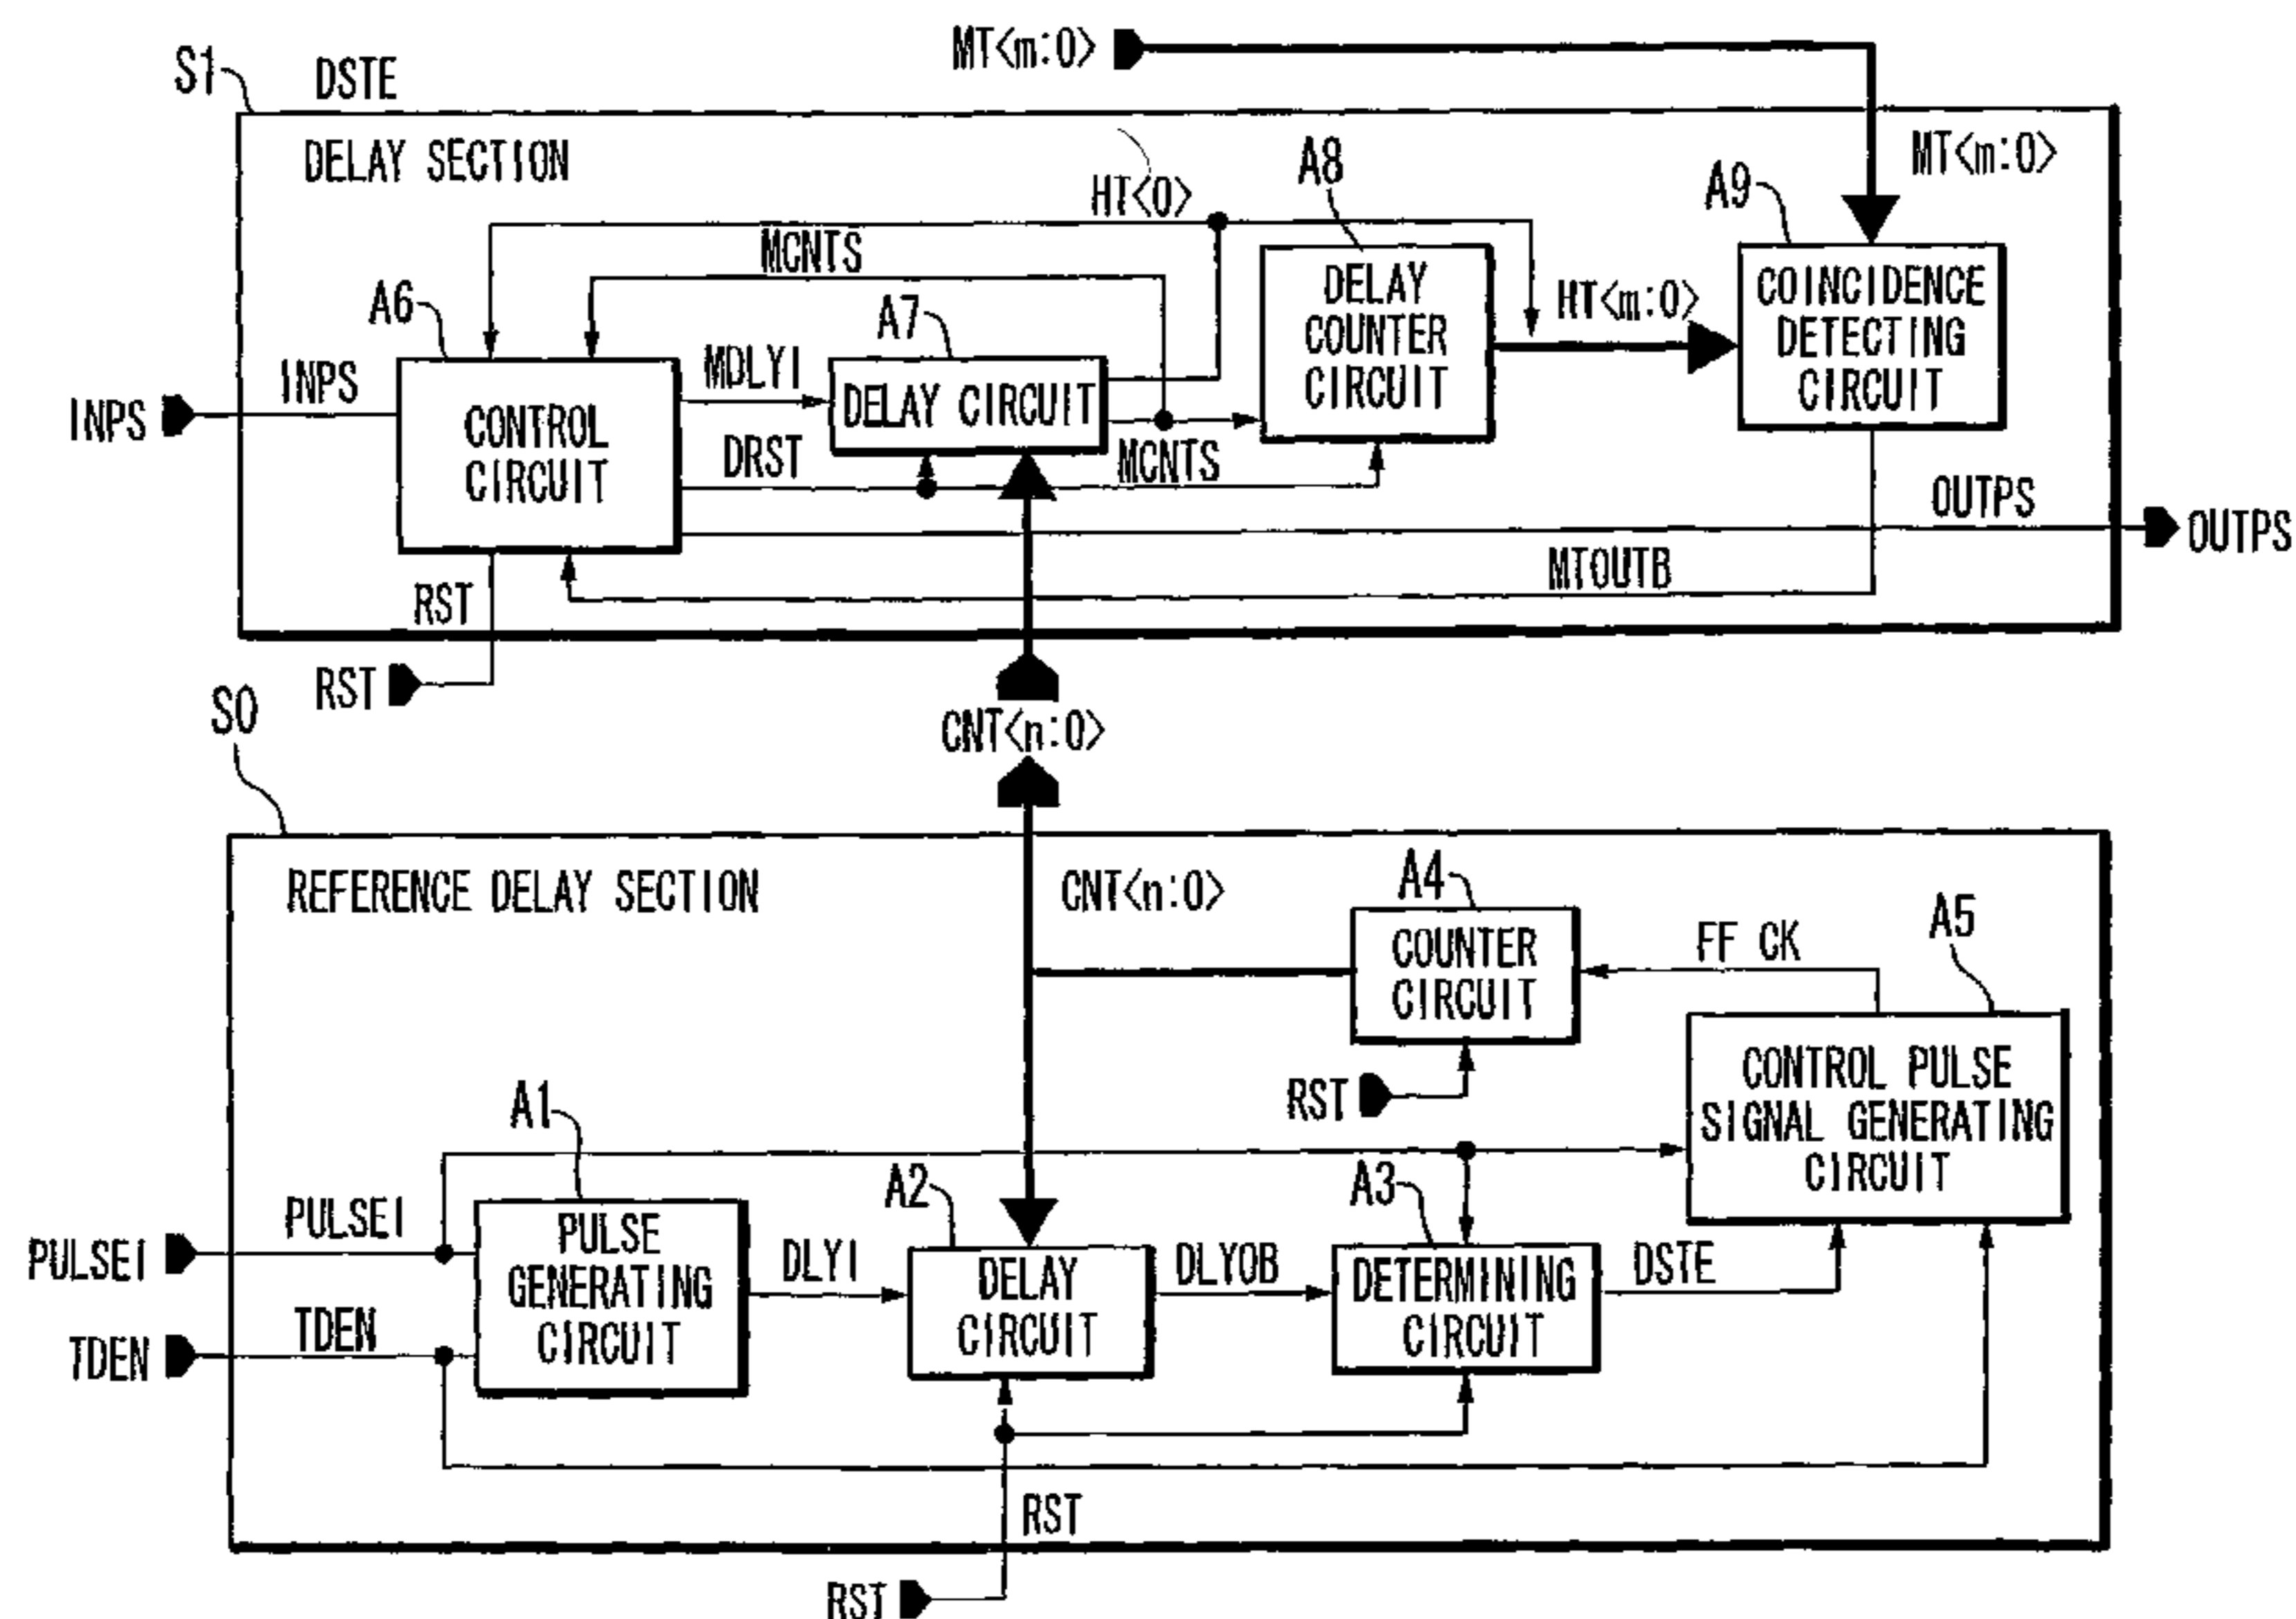 MT<m:0>
S1
DSTE
DELAY SECTION
MT<m:0>
HT<0>
A8
A9
MCNTS
A6
A7
DELAY
COUNTER
CIRCUIT
HT<m:0>
COINCIDENCE
DETECTING
CIRCUIT
INPS
INPS
MDLYI
DELAY CIRCUIT
CONTROL
CIRCUIT
DRST
MCNTS
OUTPS
OUTPS
MTOUTB
RST
RST
S0
CNT<n:0>
REFERENCE DELAY SECTION
CNT<n:0>
A4
COUNTER
CIRCUIT
FF CK
A5
RST
CONTROL PULSE
SIGNAL GENERATING
CIRCUIT
A1
A2
A3
PULSEI
PULSEI
PULSE
GENERATING
CIRCUIT
DLYI
DELAY
CIRCUIT
DLYOB
DETERMINING
CIRCUIT
DSTE
TDEN
TDEN
RST
RST